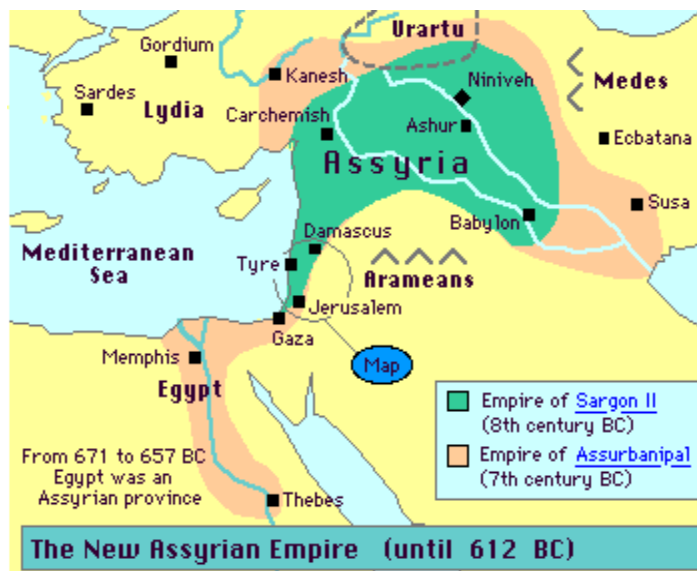 Urartu
Gordium
Kanesh
Niniveh
Medes
Sardes
Lydia
Carchemish
Ashur
Ecbatana
Assyria
Susa
Babylon
Damascus
Mediterranean
Sea
Tyre
Arameans
Jerusalem
Gaza
Memphis
Map
Egypt
Empire of Sargon II
(8th century BC)
From 671 to 657 BC
Egypt was an
Assyrian province
Empire of Assurbanipal
(7th century BC)
Thebes
The New Assyrian Empire (until 612 BC)